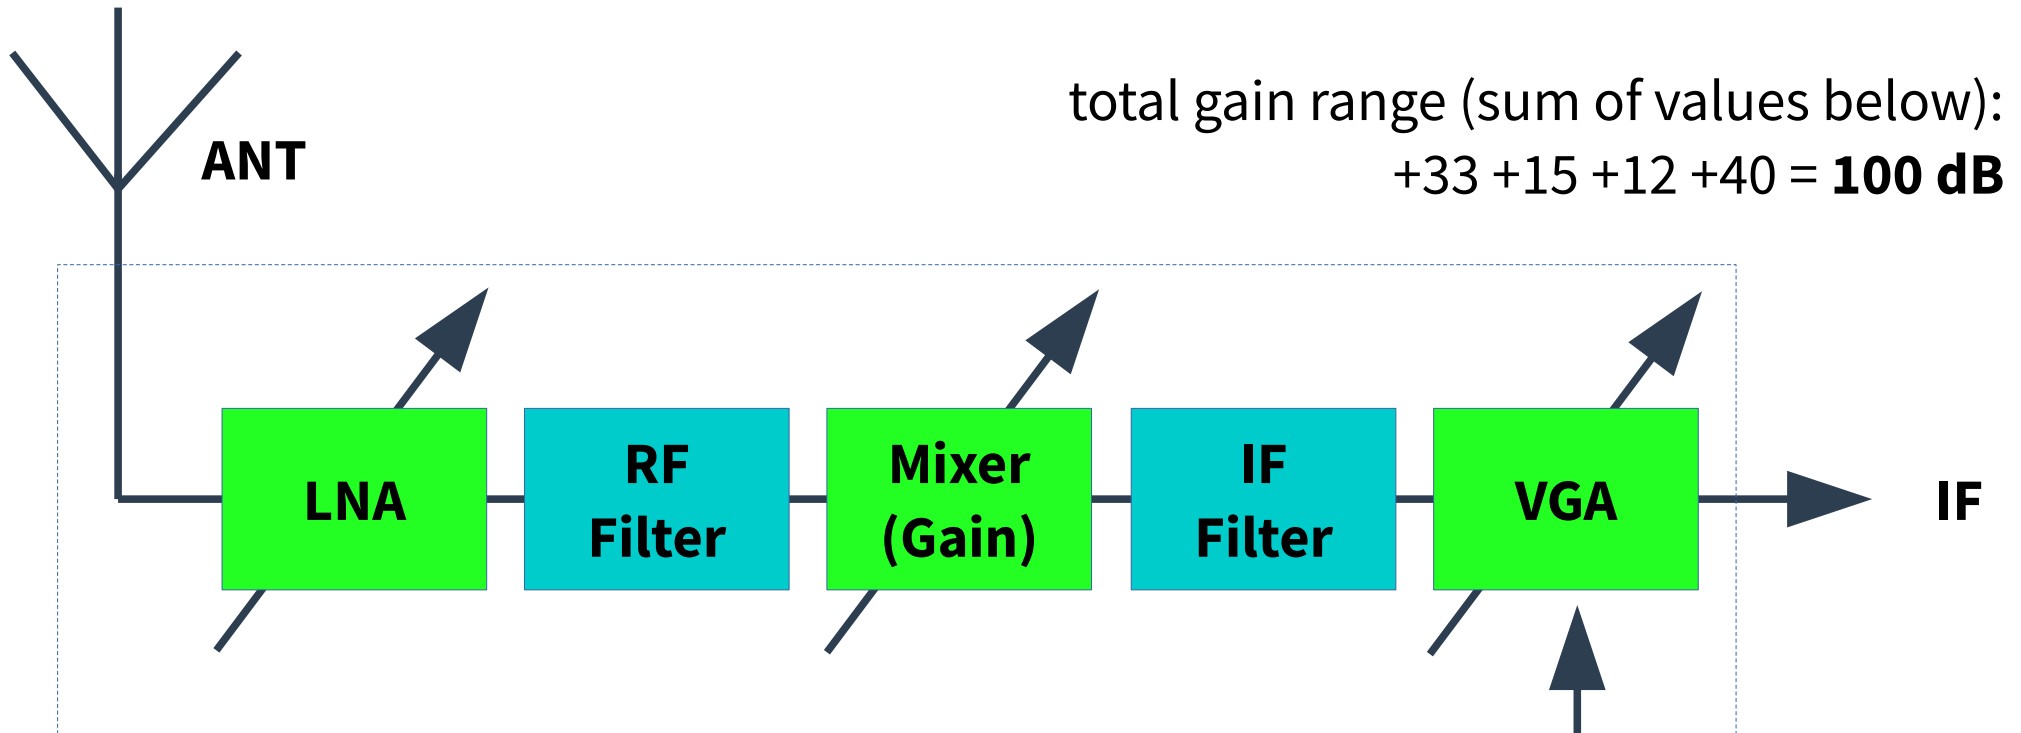 total gain range (sum of values below):
+33 +15 +12 +40 = 100 dB
ANT
LNA
RF
Filter
Mixer
(Gain)
IF
Filter
VGA
IF